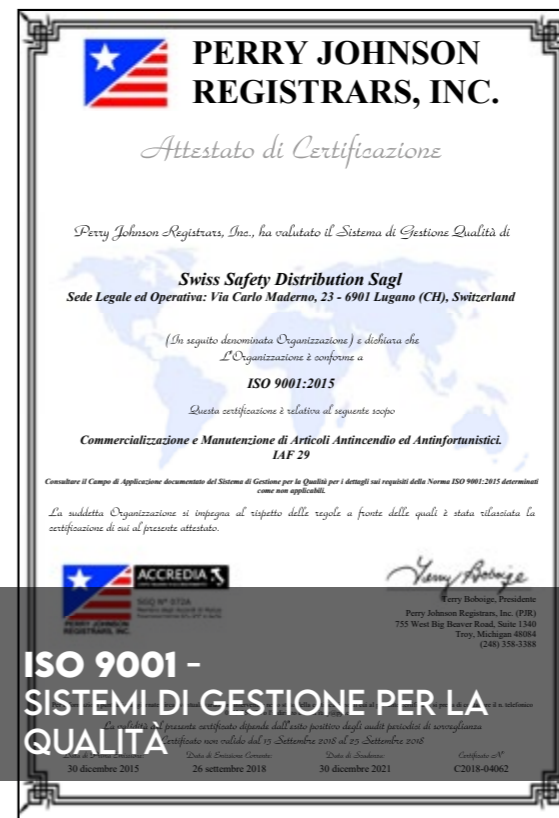 PERRY JOHNSON
REGISTRARS, INC.
Attestato di Certificazione
Perry Johnson Registrars, Inc., ha valutato il Sistema di Gestione Qualità di
Swiss Safety Distribution Sagl
Sede Legale ed Operativa: Via Carlo Maderno, 23 - 6901 Lugano (CH), Switzerland
(In seguito denominata Organizzazione) e dichiara che
L'Organizzazione è conforme a
ISO 9001:2015
Questa certificazione è relativa al seguente scopo
Commercializzazione e Manutenzione di Articoli Antincendio ed Antinfortunistici.
IAF 29
Consultare il Campo di Applicazione documentato del Sistema di Gestione per la Qualità per i dettagli sui requisiti della Norma ISO 9001:2015 determinati
come non applicabili.
La suddetta Organizzazione si impegna al rispetto delle regole a fronte delle quali è stata rilasciata la
certificazione di cui al presente attestato.
ACCREDIA
SGQ N° 072A
PERRY JOHNSON
REGISTRARS, INC.
Terry Boboige, Presidente
Perry Johnson Registrars, Inc. (PJR)
755 West Big Beaver Road, Suite 1340
Troy, Michigan 48084
(248) 358-3388
ISO 9001 -
SISTEMI DI GESTIONE PER LA
QUALITÀ
La validità del presente certificato dipende dall'esito positivo degli audit periodici di sorveglianza
Certificato non valido dal 15 Settembre 2018 al 25 Settembre 2018
Data di Emissione Corrente: Data di Scadenza: Certificato N°
30 dicembre 2015 26 settembre 2018 30 dicembre 2021 C2018-04062